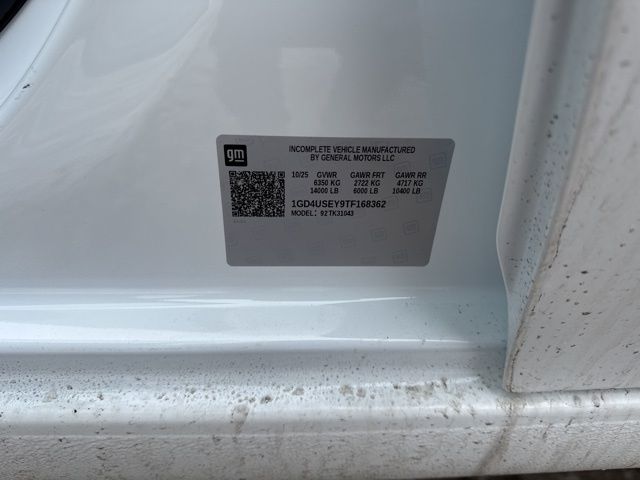 gm
INCOMPLETE VEHICLE MANUFACTURED
BY GENERAL MOTORS LLC
10/25 GVWR GAWR FRT GAWR RR
6350 KG 2722 KG 4717 KG
14000 LB 6000 LB 10400 LB
1GD4USEY9TF168362
MODEL: 92TK31043